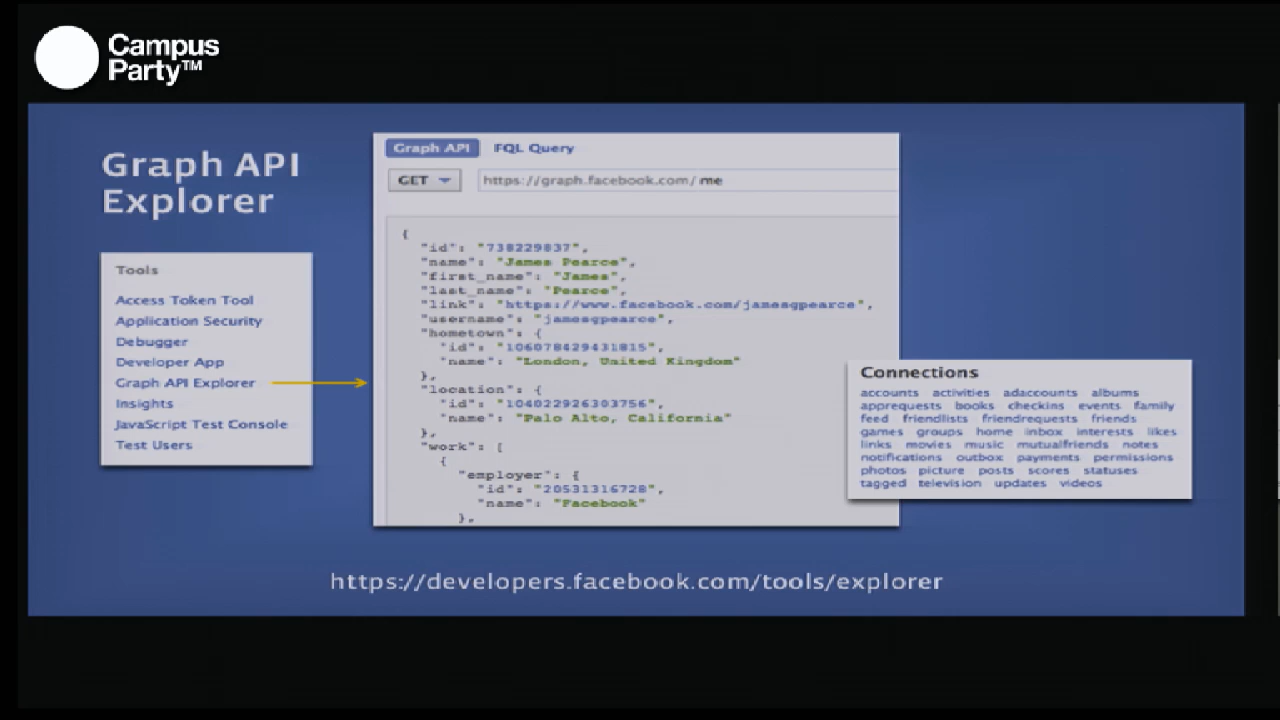 Campus
Party™
Graph API
Explorer
Tools
Access Token Tool
Application Security
Debugger
Developer App
Graph API Explorer
Insights
JavaScript Test Console
Test Users
Graph API FQL Query
GET https://graph.facebook.com/ me
{
"id": "738229837",
"name": "James Pearce",
"first_name": "James",
"last_name": "Pearce",
"link": "https://www.facebook.com/jamesgpearce",
"username": "jamesgpearce",
"hometown": {
"id": "106078429431815",
"name": "London, United Kingdom"
},
"location": {
"id": "104022926303756",
"name": "Palo Alto, California"
},
"work": [
{
"employer": {
"id": "20531316728",
"name": "Facebook"
},
Connections
accounts activities adaccounts albums
apprequests books checkins events family
feed friendlists friendrequests friends
games groups home inbox interests likes
links movies music mutualfriends notes
notifications outbox payments permissions
photos picture posts scores statuses
tagged television updates videos
https://developers.facebook.com/tools/explorer